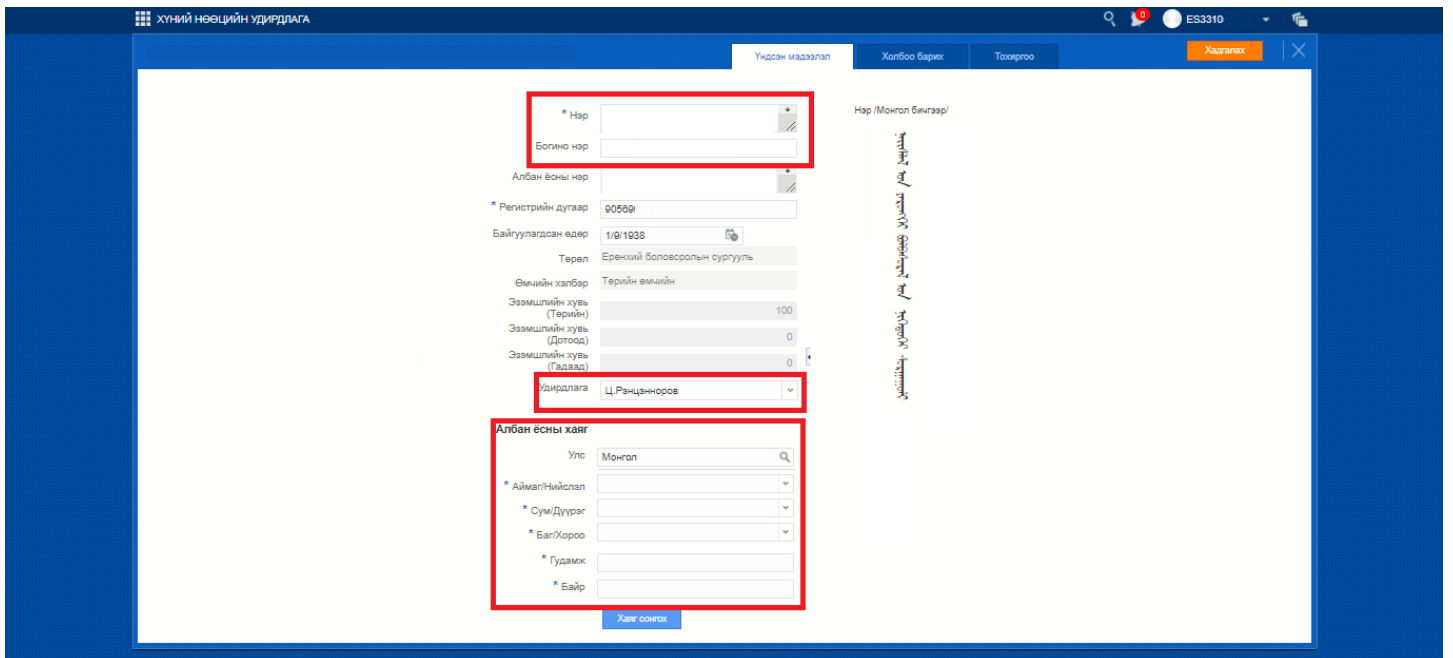 ХҮНИЙ НӨӨЦИЙН УДИРДЛАГА
0
ES3310
Үндсэн мэдээлэл
Холбоо барих
Тохиргоо
Хадгалах
* Нэр
Нэр /Монгол бичгээр/
Богино нэр
Албан ёсны нэр
* Регистрийн дугаар 90569
Байгуулагдсан өдөр 1/9/1938
Төрөл Ерөнхий боловсролын сургууль
Өмчийн хэлбэр Төрийн өмчийн
Эзэмшлийн хувь
(Төрийн) 100
Эзэмшлийн хувь
(Дотоод) 0
Эзэмшлийн хувь
(Гадаад) 0
Удирдлага Ц.Рэнцэнноров
Албан ёсны хаяг
Улс Монгол
* Аймаг/Нийслэл
* Сум/Дүүрэг
* Баг/Хороо
* Гудамж
* Байр
Хаяг сонгох